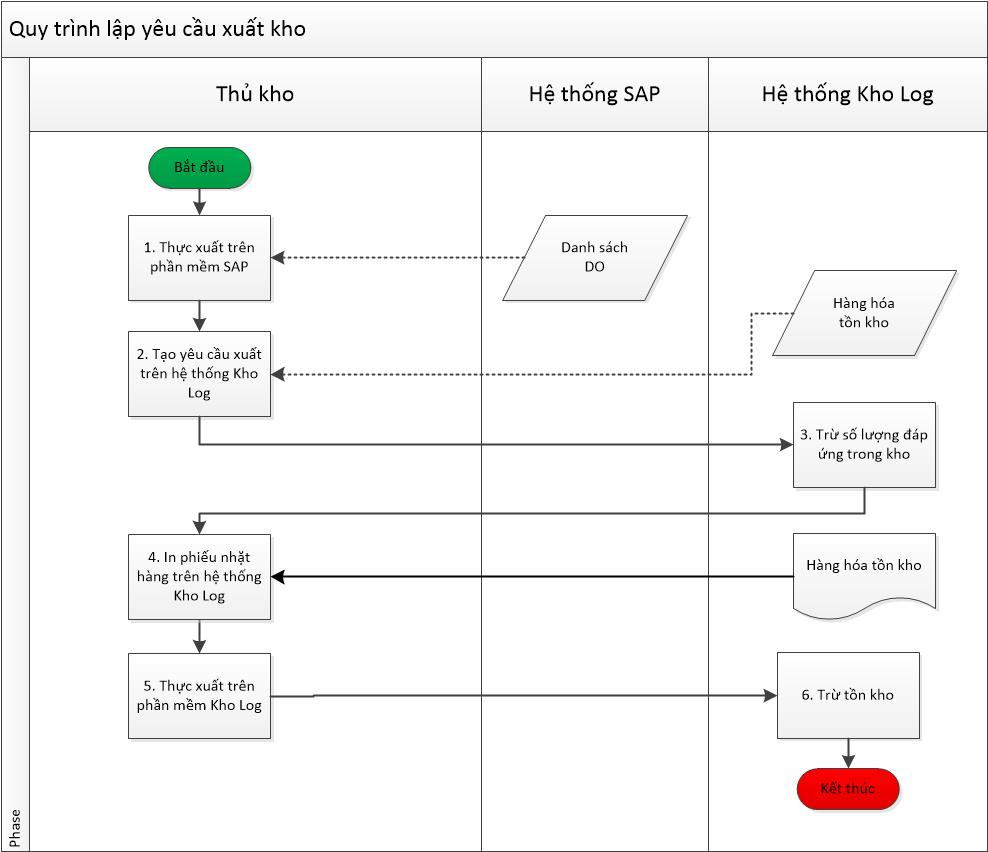 Quy trình lập yêu cầu xuất kho
Thủ kho
Hệ thống SAP
Hệ thống Kho Log
Bắt đầu
1. Thực xuất trên
phần mềm SAP
Danh sách
DO
Hàng hóa
tồn kho
2. Tạo yêu cầu xuất
trên hệ thống Kho
Log
3. Trừ số lượng đáp
ứng trong kho
4. In phiếu nhặt
hàng trên hệ thống
Kho Log
Hàng hóa tồn kho
5. Thực xuất trên
phần mềm Kho Log
6. Trừ tồn kho
Kết thúc
Phase